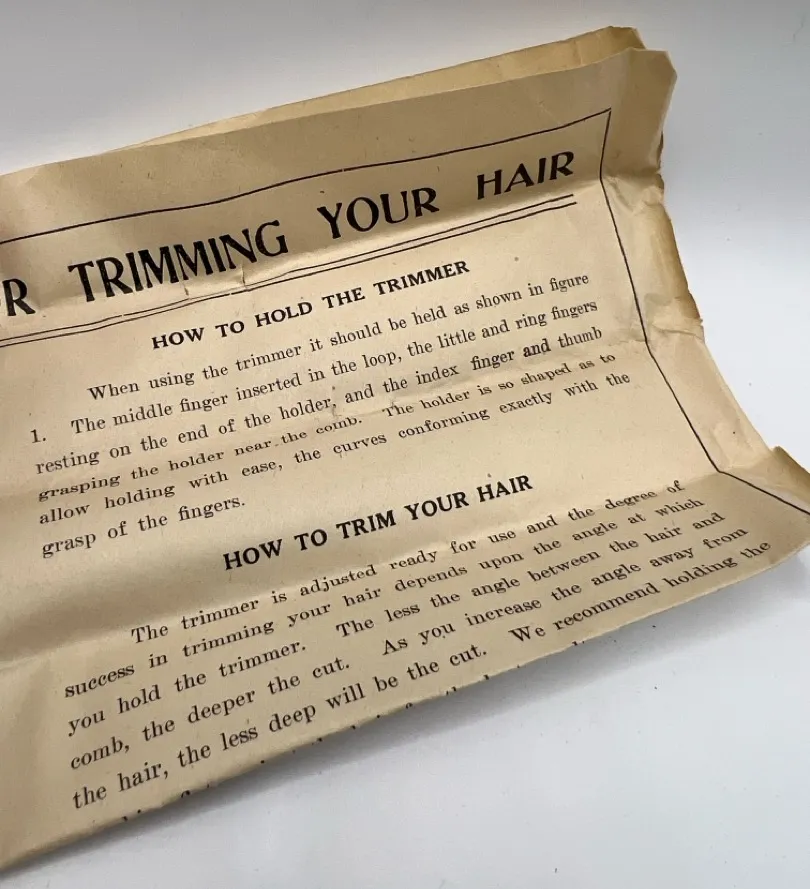 R TRIMMING YOUR HAIR
HOW TO HOLD THE TRIMMER
When using the trimmer it should be held as shown in figure
1. The middle finger inserted in the loop, the little and ring fingers
resting on the end of the holder, and the index finger and thumb
grasping the holder near the comb. The holder is so shaped as to
allow holding with ease, the curves conforming exactly with the
grasp of the fingers.
HOW TO TRIM YOUR HAIR
The trimmer is adjusted ready for use and the degree of
success in trimming your hair depends upon the angle at which
you hold the trimmer. The less the angle between the hair and
comb, the deeper the cut. As you increase the angle away from
the hair, the less deep will be the cut. We recommend holding the